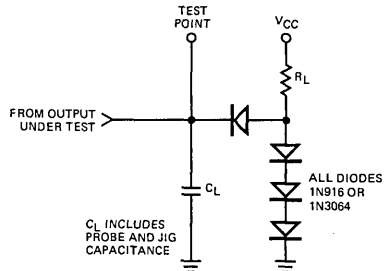 TEST
POINT
VCC
RL
FROM OUTPUT
UNDER TEST
CL
ALL DIODES
1N916 OR
1N3064
CL INCLUDES
PROBE AND JIG
CAPACITANCE